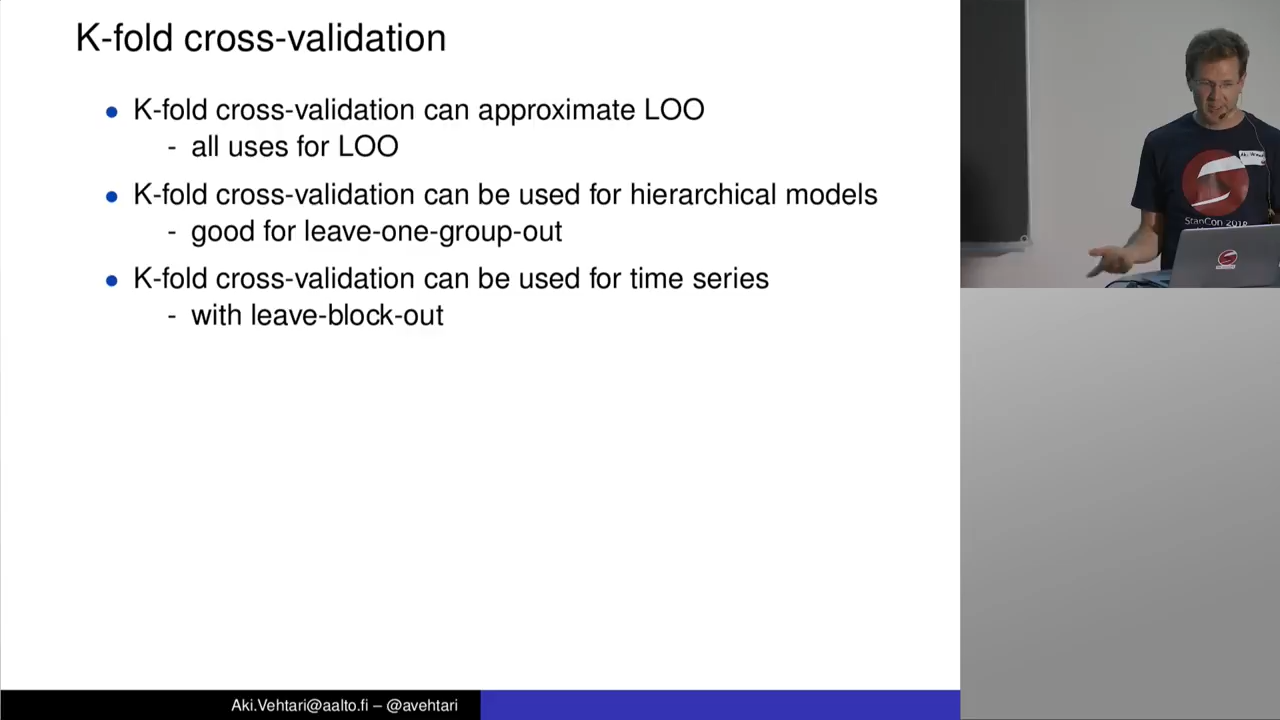 K-fold cross-validation
• K-fold cross-validation can approximate LOO
- all uses for LOO
• K-fold cross-validation can be used for hierarchical models
- good for leave-one-group-out
• K-fold cross-validation can be used for time series
- with leave-block-out
Aki.Vehtari@aalto.fi – @avehtari
StanCon 2018